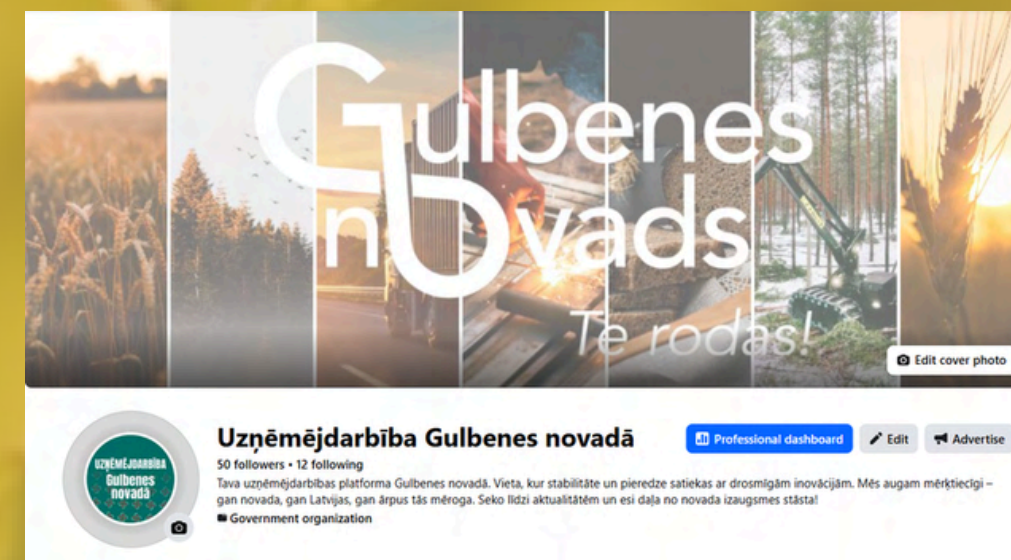 Gulbenes
novads
Te rodas!
Edit cover photo
UZŅĒMĒJDARBĪBA
Gulbenes
novadā
Uzņēmējdarbība Gulbenes novadā
Professional dashboard
Edit
Advertise
50 followers • 12 following
Tava uzņēmējdarbības platforma Gulbenes novadā. Vieta, kur stabilitāte un pieredze satiekas ar drosmīgām inovācijām. Mēs augam mērķtiecīgi –
gan novada, gan Latvijas, gan ārpus tās mēroga. Seko līdzi aktualitātēm un esi daļa no novada izaugsmes stāsta!
Government organization